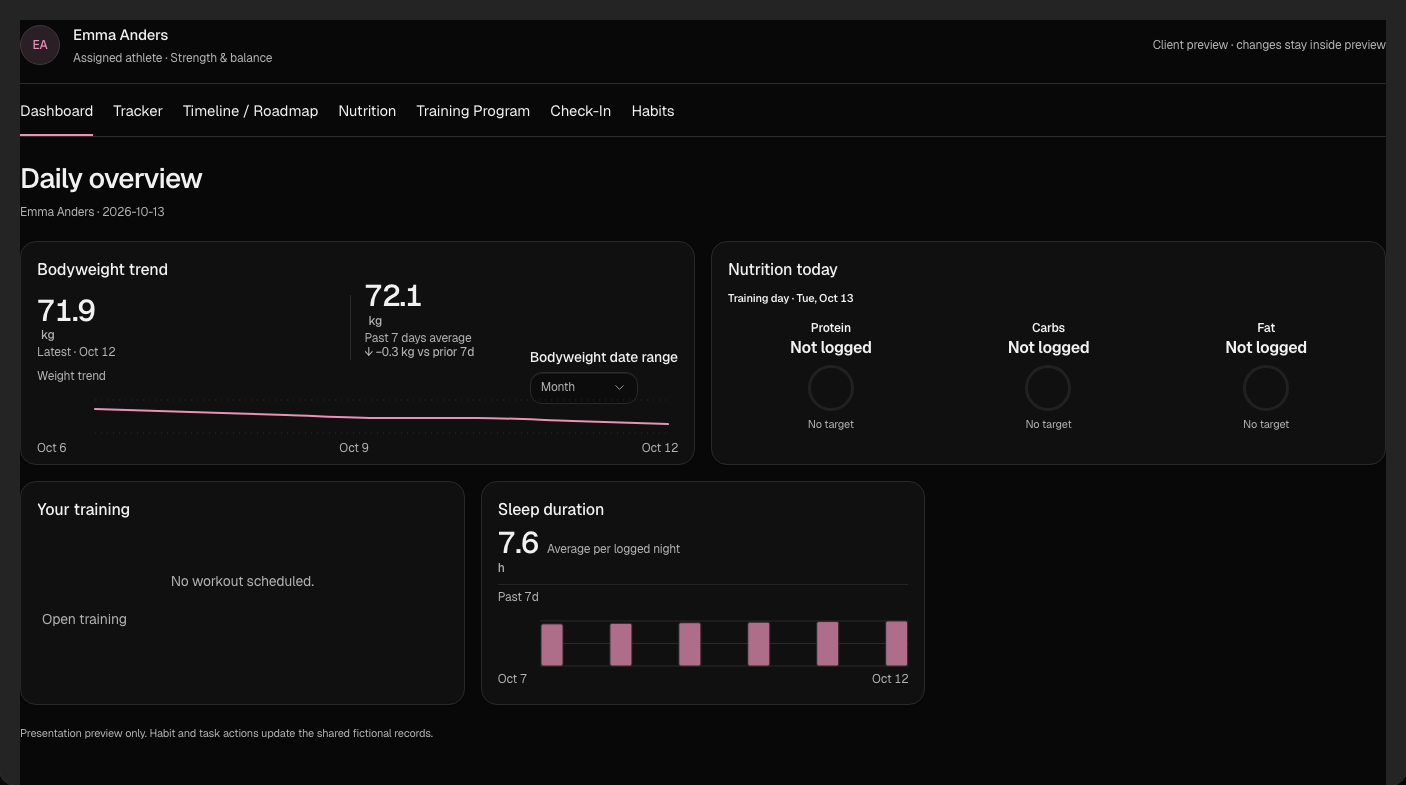 EA
Emma Anders
Assigned athlete · Strength & balance
Client preview · changes stay inside preview
Dashboard Tracker Timeline / Roadmap Nutrition Training Program Check-In Habits
Daily overview
Emma Anders · 2026-10-13
Bodyweight trend
71.9
kg
Latest · Oct 12
72.1
kg
Past 7 days average
↓ −0.3 kg vs prior 7d
Bodyweight date range
Month
Weight trend
Oct 6 Oct 9 Oct 12
Nutrition today
Training day · Tue, Oct 13
Protein Carbs Fat
Not logged Not logged Not logged
No target No target No target
Your training
No workout scheduled.
Open training
Sleep duration
7.6 Average per logged night
h
Past 7d
Oct 7 Oct 12
Presentation preview only. Habit and task actions update the shared fictional records.